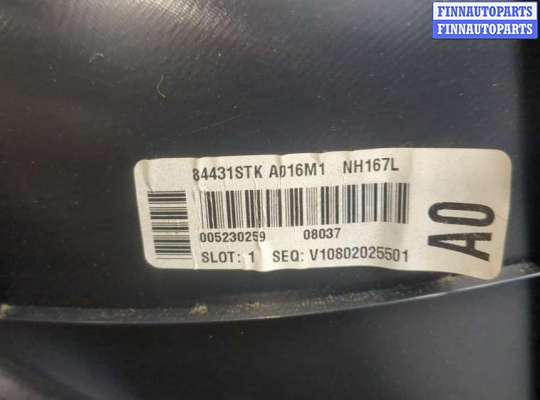 FINNAUTOPARTS
FINNAUTOPARTS
84431STK A016M1 NH167L
005230259 08037
SLOT: 1 SEQ: V10802025501
A0